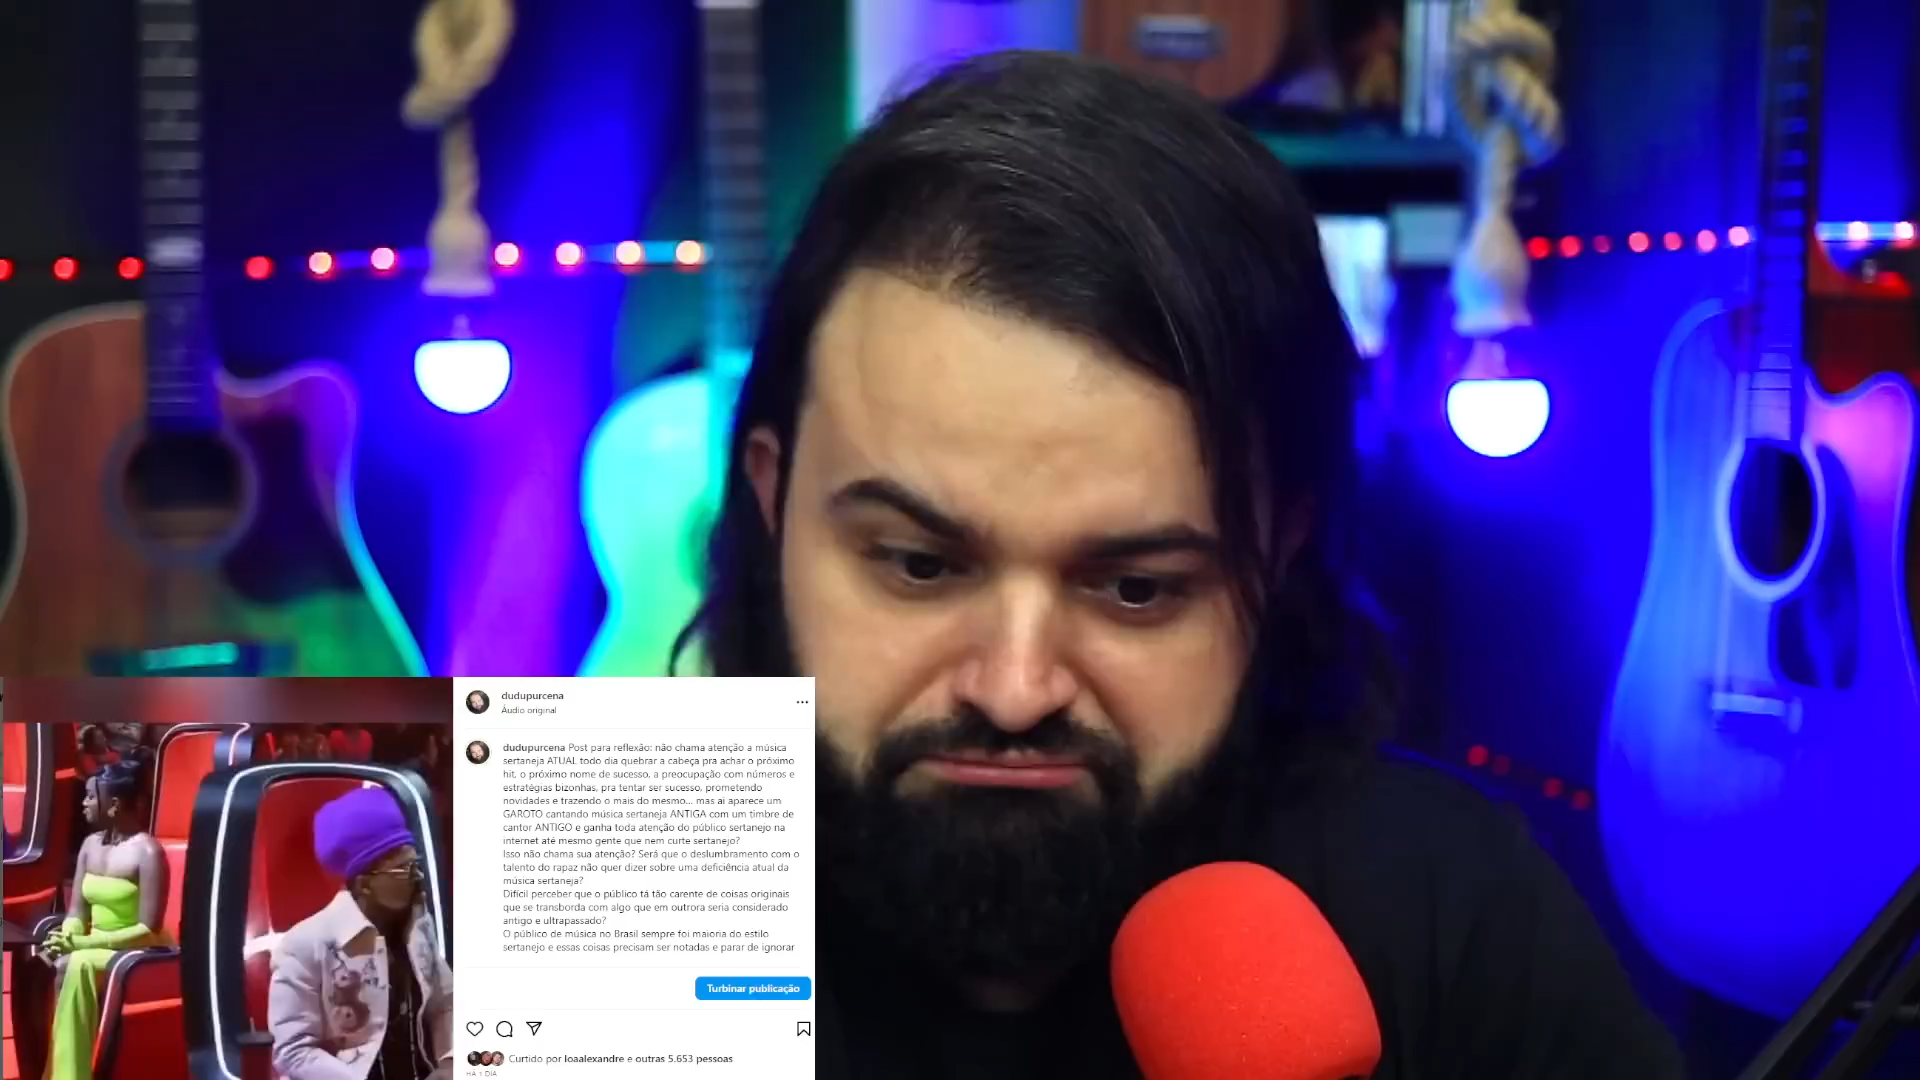 dudupurcena
Áudio original
dudupurcena Post para reflexão: não chama atenção a música
sertaneja ATUAL todo dia quebrar a cabeça pra achar o próximo
hit, o próximo nome de sucesso, a preocupação com números e
estratégias bizonhas, pra tentar ser sucesso, prometendo
novidades e trazendo o mais do mesmo... mas ai aparece um
GAROTO cantando música sertaneja ANTIGA com um timbre de
cantor ANTIGO e ganha toda atenção do público sertanejo na
internet até mesmo gente que nem curte sertanejo?
Isso não chama sua atenção? Será que o deslumbramento com o
talento do rapaz não quer dizer sobre uma deficiência atual da
música sertaneja?
Difícil perceber que o público tá tão carente de coisas originais
que se transborda com algo que em outrora seria considerado
antigo e ultrapassado?
O público de música no Brasil sempre foi maioria do estilo
sertanejo e essas coisas precisam ser notadas e parar de ignorar
Turbinar publicação
Curtido por loaalexandre e outras 5.653 pessoas
HÁ 1 DIA